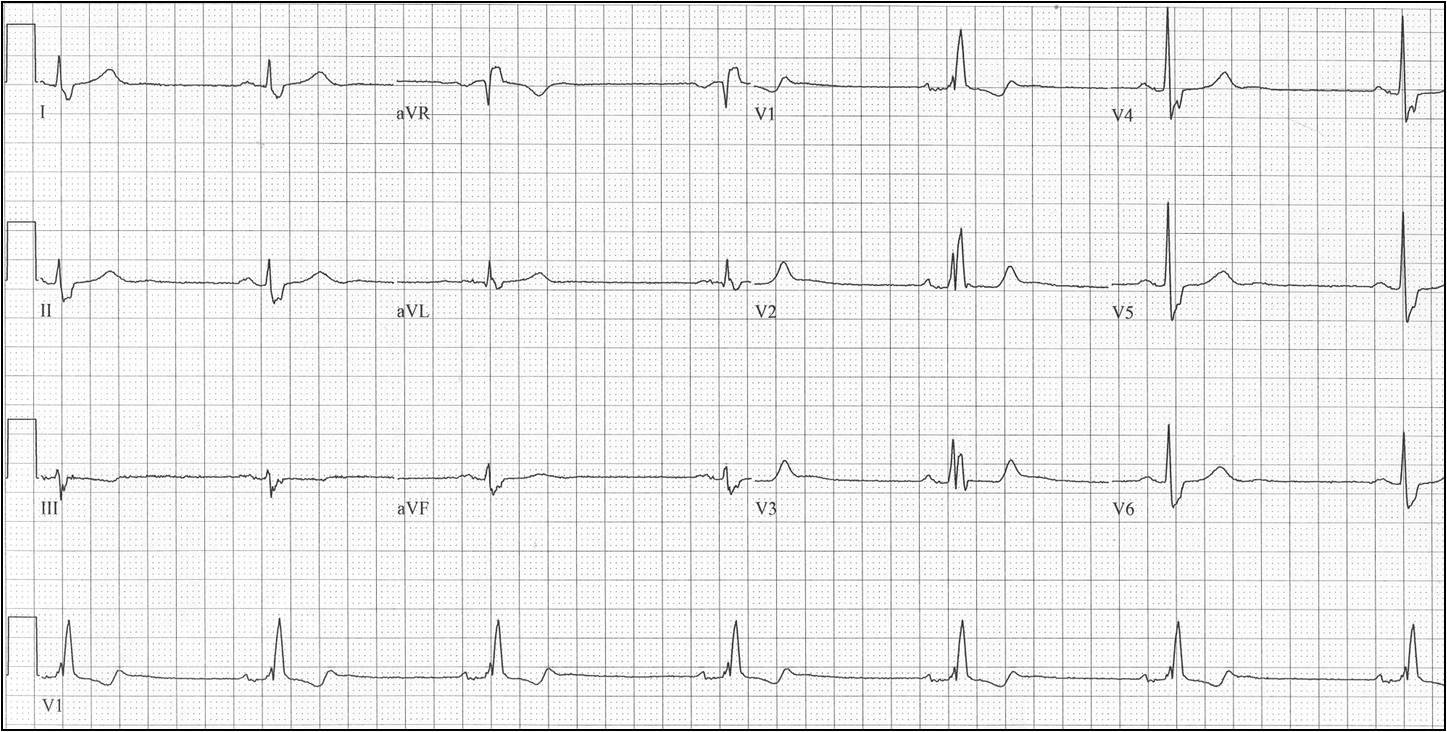 I aVR V1 V4
II aVL V2 V5
III aVF V3 V6
V1